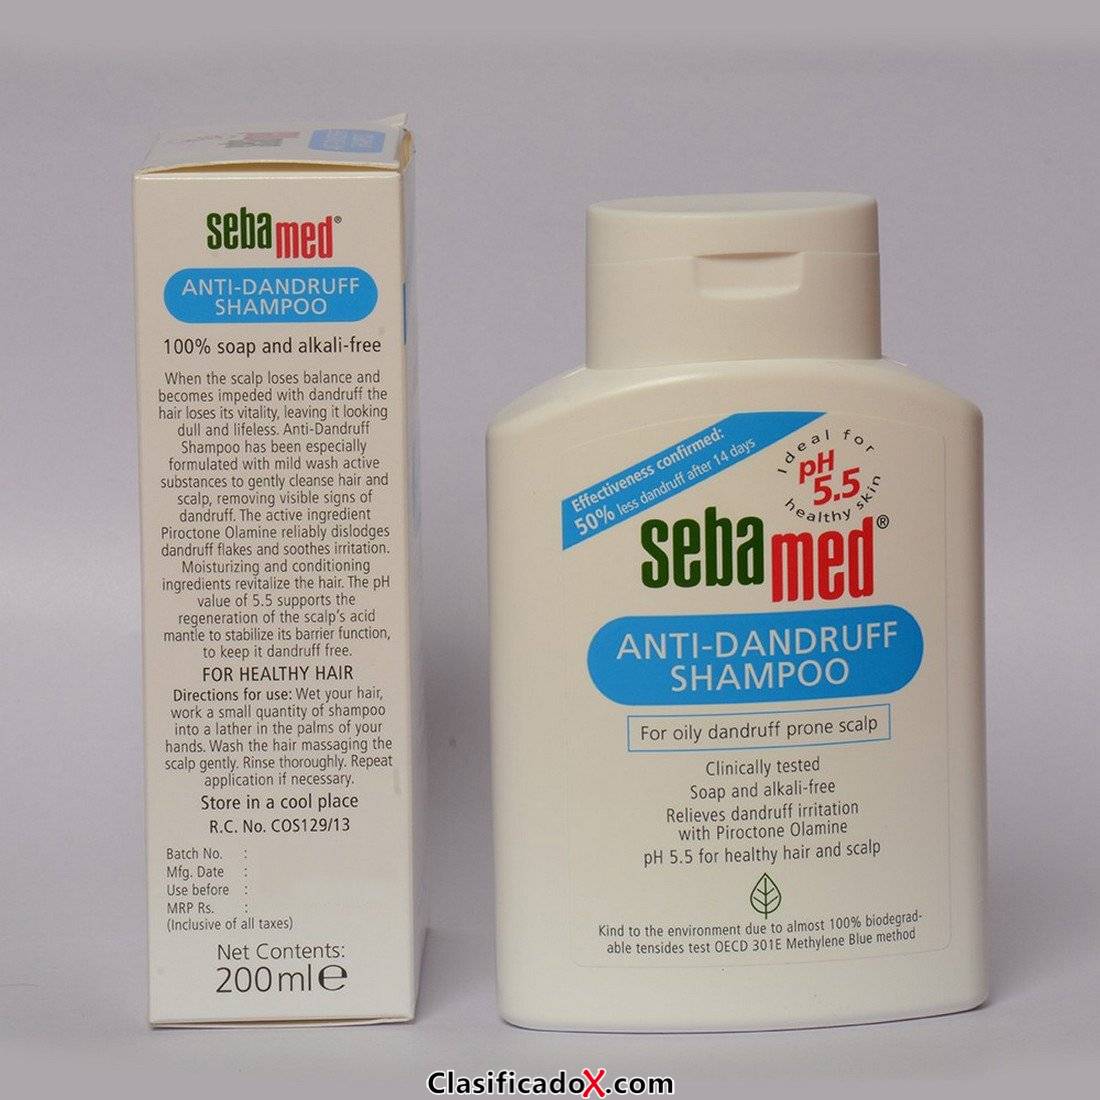 sebamed®
ANTI-DANDRUFF
SHAMPOO
100% soap and alkali-free
When the scalp loses balance and
becomes impeded with dandruff the
hair loses its vitality, leaving it looking
dull and lifeless. Anti-Dandruff
Shampoo has been especially
formulated with mild wash active
substances to gently cleanse hair and
scalp, removing visible signs of
dandruff. The active ingredient
Piroctone Olamine reliably dislodges
dandruff flakes and soothes irritation.
Moisturizing and conditioning
ingredients revitalize the hair. The pH
value of 5.5 supports the
regeneration of the scalp's acid
mantle to stabilize its barrier function,
to keep it dandruff free.
FOR HEALTHY HAIR
Directions for use: Wet your hair,
work a small quantity of shampoo
into a lather in the palms of your
hands. Wash the hair massaging the
scalp gently. Rinse thoroughly. Repeat
application if necessary.
Store in a cool place
R.C. No. COS129/13
Batch No. :
Mfg. Date :
Use before :
MRP Rs. :
(Inclusive of all taxes)
Net Contents:
200ml e
Effectiveness confirmed:
50% less dandruff after 14 days
Ideal for
pH
5.5
healthy skin
sebamed®
ANTI-DANDRUFF
SHAMPOO
For oily dandruff prone scalp
Clinically tested
Soap and alkali-free
Relieves dandruff irritation
with Piroctone Olamine
pH 5.5 for healthy hair and scalp
Kind to the environment due to almost 100% biodegrad-
able tensides test OECD 301E Methylene Blue method
ClasificadoX.com